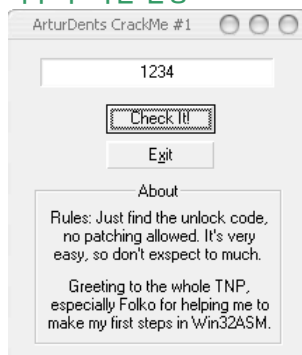 ArturDents CrackMe #1
1234
Check It!
Exit
About
Rules: Just find the unlock code,
no patching allowed. It's very
easy, so don't exspect to much.
Greeting to the whole TNP,
especially Folko for helping me to
make my first steps in Win32ASM.